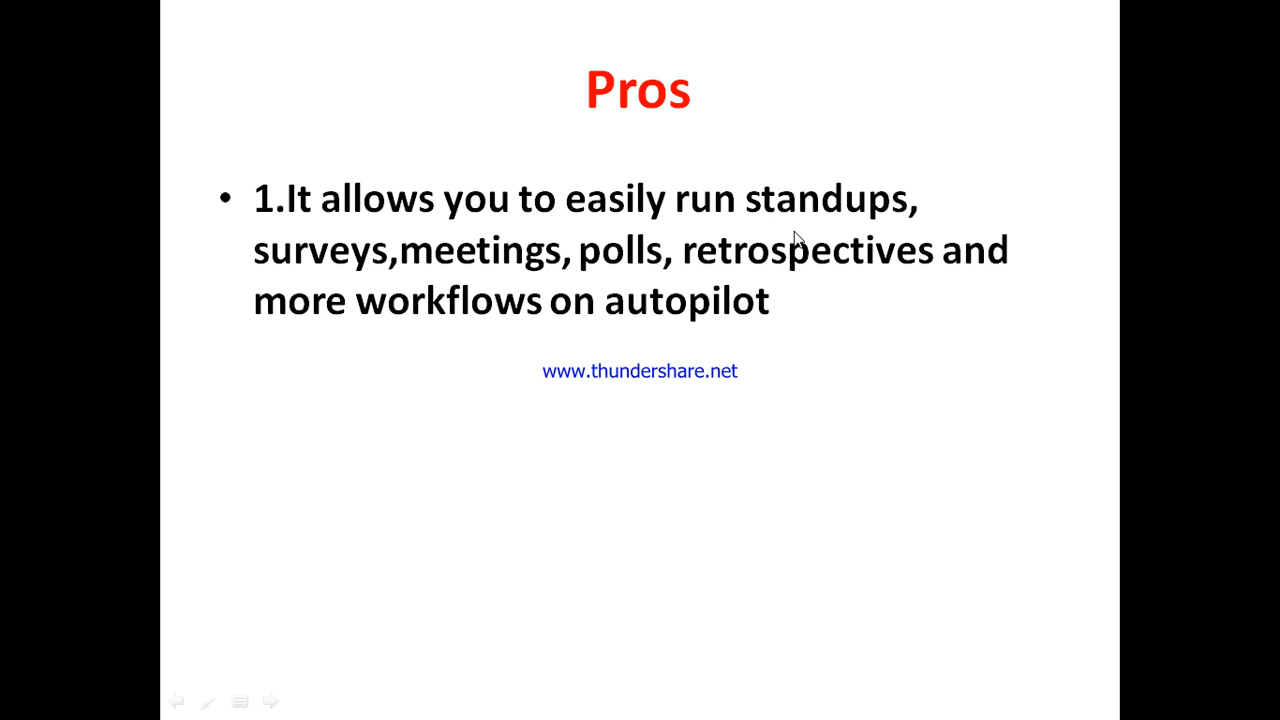 Pros
• 1.It allows you to easily run standups,
surveys,meetings, polls, retrospectives and
more workflows on autopilot
www.thundershare.net